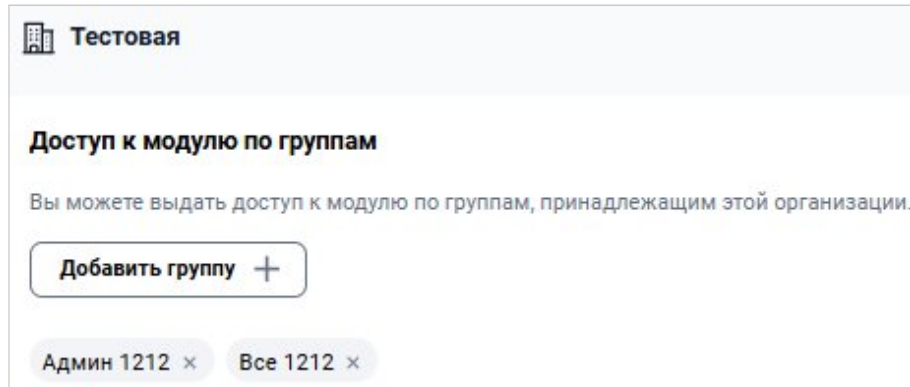 Тестовая
Доступ к модулю по группам
Вы можете выдать доступ к модулю по группам, принадлежащим этой организации.
Добавить группу +
Админ 1212 × Все 1212 ×